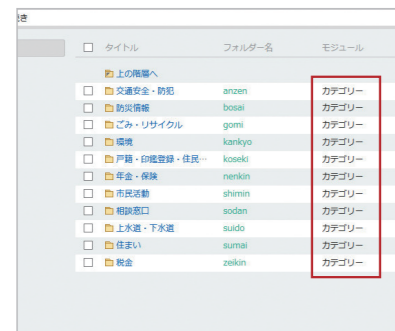 続き
タイトル フォルダー名 モジュール
上の階層へ
交通安全・防犯 anzen カテゴリー
防災情報 bosai カテゴリー
ごみ・リサイクル gomi カテゴリー
環境 kankyo カテゴリー
戸籍・印鑑登録・住民… koseki カテゴリー
年金・保険 nenkin カテゴリー
市民活動 shimin カテゴリー
相談窓口 sodan カテゴリー
上水道・下水道 suido カテゴリー
住まい sumai カテゴリー
税金 zeikin カテゴリー